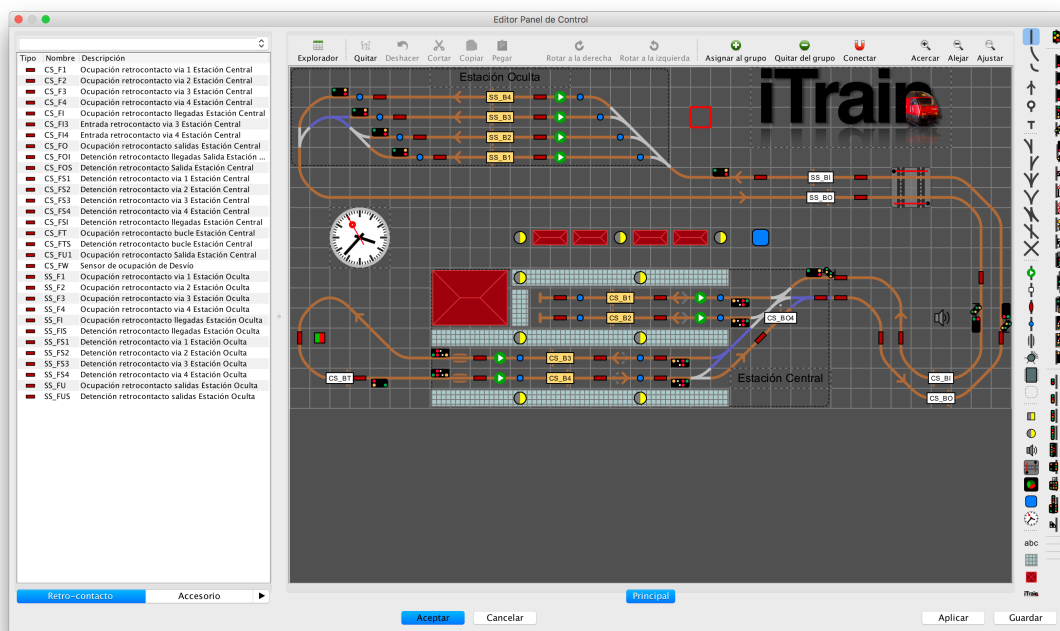 Editor Panel de Control
Explorador Quitar Deshacer Cortar Copiar Pegar Rotar a la derecha Rotar a la izquierda Asignar al grupo Quitar del grupo Conectar Acercar Alejar Ajustar
Tipo Nombre Descripción
CS_F1 Ocupación retrocontacto via 1 Estación Central
CS_F2 Ocupación retrocontacto via 2 Estación Central
CS_F3 Ocupación retrocontacto via 3 Estación Central
CS_F4 Ocupación retrocontacto via 4 Estación Central
CS_FI Ocupación retrocontacto llegadas Estación Central
CS_FI3 Entrada retrocontacto via 3 Estación Central
CS_FI4 Entrada retrocontacto via 4 Estación Central
CS_FO Ocupación retrocontacto salidas Estación Central
CS_FOI Detención retrocontacto llegadas Salida Estación ...
CS_FOS Detención retrocontacto Salida Estación Central
CS_FS1 Detención retrocontacto via 1 Estación Central
CS_FS2 Detención retrocontacto via 2 Estación Central
CS_FS3 Detención retrocontacto via 3 Estación Central
CS_FS4 Detención retrocontacto via 4 Estación Central
CS_FSI Detención retrocontacto llegadas Estación Central
CS_FT Ocupación retrocontacto bucle Estación Central
CS_FTS Detención retrocontacto bucle Estación Central
CS_FU1 Ocupación retrocontacto Salida Estación Central
CS_FW Sensor de ocupación de Desvio
SS_F1 Ocupación retrocontacto via 1 Estación Oculta
SS_F2 Ocupación retrocontacto via 2 Estación Oculta
SS_F3 Ocupación retrocontacto via 3 Estación Oculta
SS_F4 Ocupación retrocontacto via 4 Estación Oculta
SS_FI Ocupación retrocontacto llegadas Estación Oculta
SS_FIS Detención retrocontacto llegadas Estación Oculta
SS_FS1 Detención retrocontacto via 1 Estación Oculta
SS_FS2 Detención retrocontacto via 2 Estación Oculta
SS_FS3 Detención retrocontacto via 3 Estación Oculta
SS_FS4 Detención retrocontacto via 4 Estación Oculta
SS_FU Ocupación retrocontacto salidas Estación Oculta
SS_FUS Detención retrocontacto salidas Estación Oculta
Estación Oculta
iTrain
SS_B4
SS_B3
SS_B2
SS_B1
SS_BI
SS_BO
CS_B1
CS_B2
CS_BO4
CS_B3
CS_BT
CS_B4
Estación Central
CS_BI
CS_BO
T
abc
iTrain
Retro-contacto Accesorio
Principal
Aceptar Cancelar Aplicar Guardar